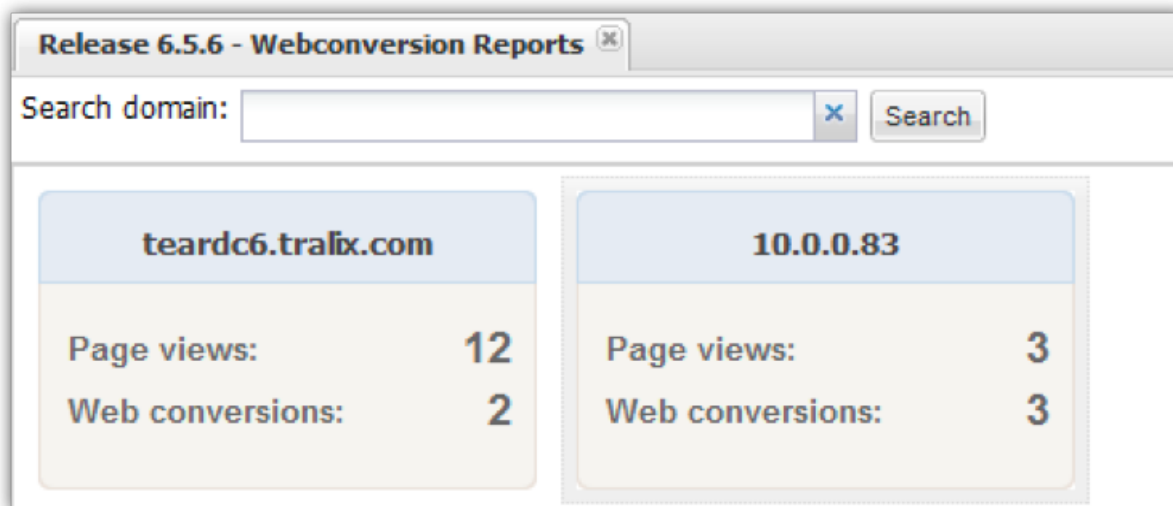 Release 6.5.6 - Webconversion Reports
Search domain: Search
teardc6.tralix.com
Page views: 12
Web conversions: 2
10.0.0.83
Page views: 3
Web conversions: 3